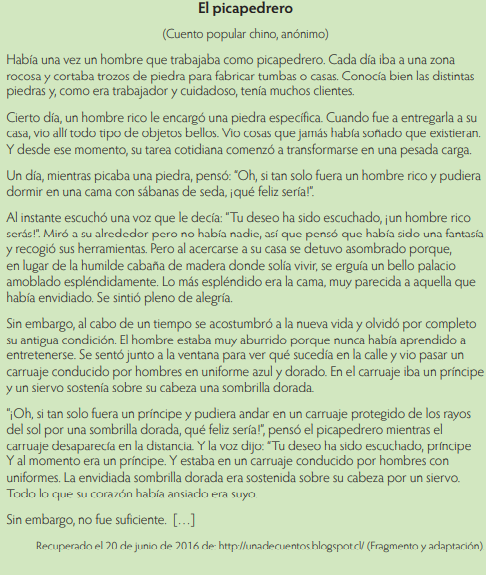 El picapedrero
(Cuento popular chino, anónimo)
Había una vez un hombre que trabajaba como picapedrero. Cada día iba a una zona
rocosa y cortaba trozos de piedra para fabricar tumbas o casas. Conocía bien las distintas
piedras y, como era trabajador y cuidadoso, tenía muchos clientes.
Cierto día, un hombre rico le encargó una piedra específica. Cuando fue a entregarla a su
casa, vio allí todo tipo de objetos bellos. Vio cosas que jamás había soñado que existieran.
Y desde ese momento, su tarea cotidiana comenzó a transformarse en una pesada carga.
Un día, mientras picaba una piedra, pensó: “Oh, si tan solo fuera un hombre rico y pudiera
dormir en una cama con sábanas de seda, ¡qué feliz sería!”.
Al instante escuchó una voz que le decía: “Tu deseo ha sido escuchado, ¡un hombre rico
serás!”. Miró a su alrededor pero no había nadie, así que pensó que había sido una fantasía
y recogió sus herramientas. Pero al acercarse a su casa se detuvo asombrado porque,
en lugar de la humilde cabaña de madera donde solía vivir, se erguía un bello palacio
amoblado espléndidamente. Lo más espléndido era la cama, muy parecida a aquella que
había envidiado. Se sintió pleno de alegría.
Sin embargo, al cabo de un tiempo se acostumbró a la nueva vida y olvidó por completo
su antigua condición. El hombre estaba muy aburrido porque nunca había aprendido a
entretenerse. Se sentó junto a la ventana para ver qué sucedía en la calle y vio pasar un
carruaje conducido por hombres en uniforme azul y dorado. En el carruaje iba un príncipe
y un siervo sostenía sobre su cabeza una sombrilla dorada.
“¡Oh, si tan solo fuera un príncipe y pudiera andar en un carruaje protegido de los rayos
del sol por una sombrilla dorada, qué feliz sería!”, pensó el picapedrero mientras el
carruaje desaparecía en la distancia. Y la voz dijo: “Tu deseo ha sido escuchado, príncipe
Y al momento era un príncipe. Y estaba en un carruaje conducido por hombres con
uniformes. La envidiada sombrilla dorada era sostenida sobre su cabeza por un siervo.
Todo lo que su corazón había ansiado era suyo.
Sin embargo, no fue suficiente. […]
Recuperado el 20 de junio de 2016 de: http://unadecuentos.blogspot.cl/ (Fragmento y adaptación).